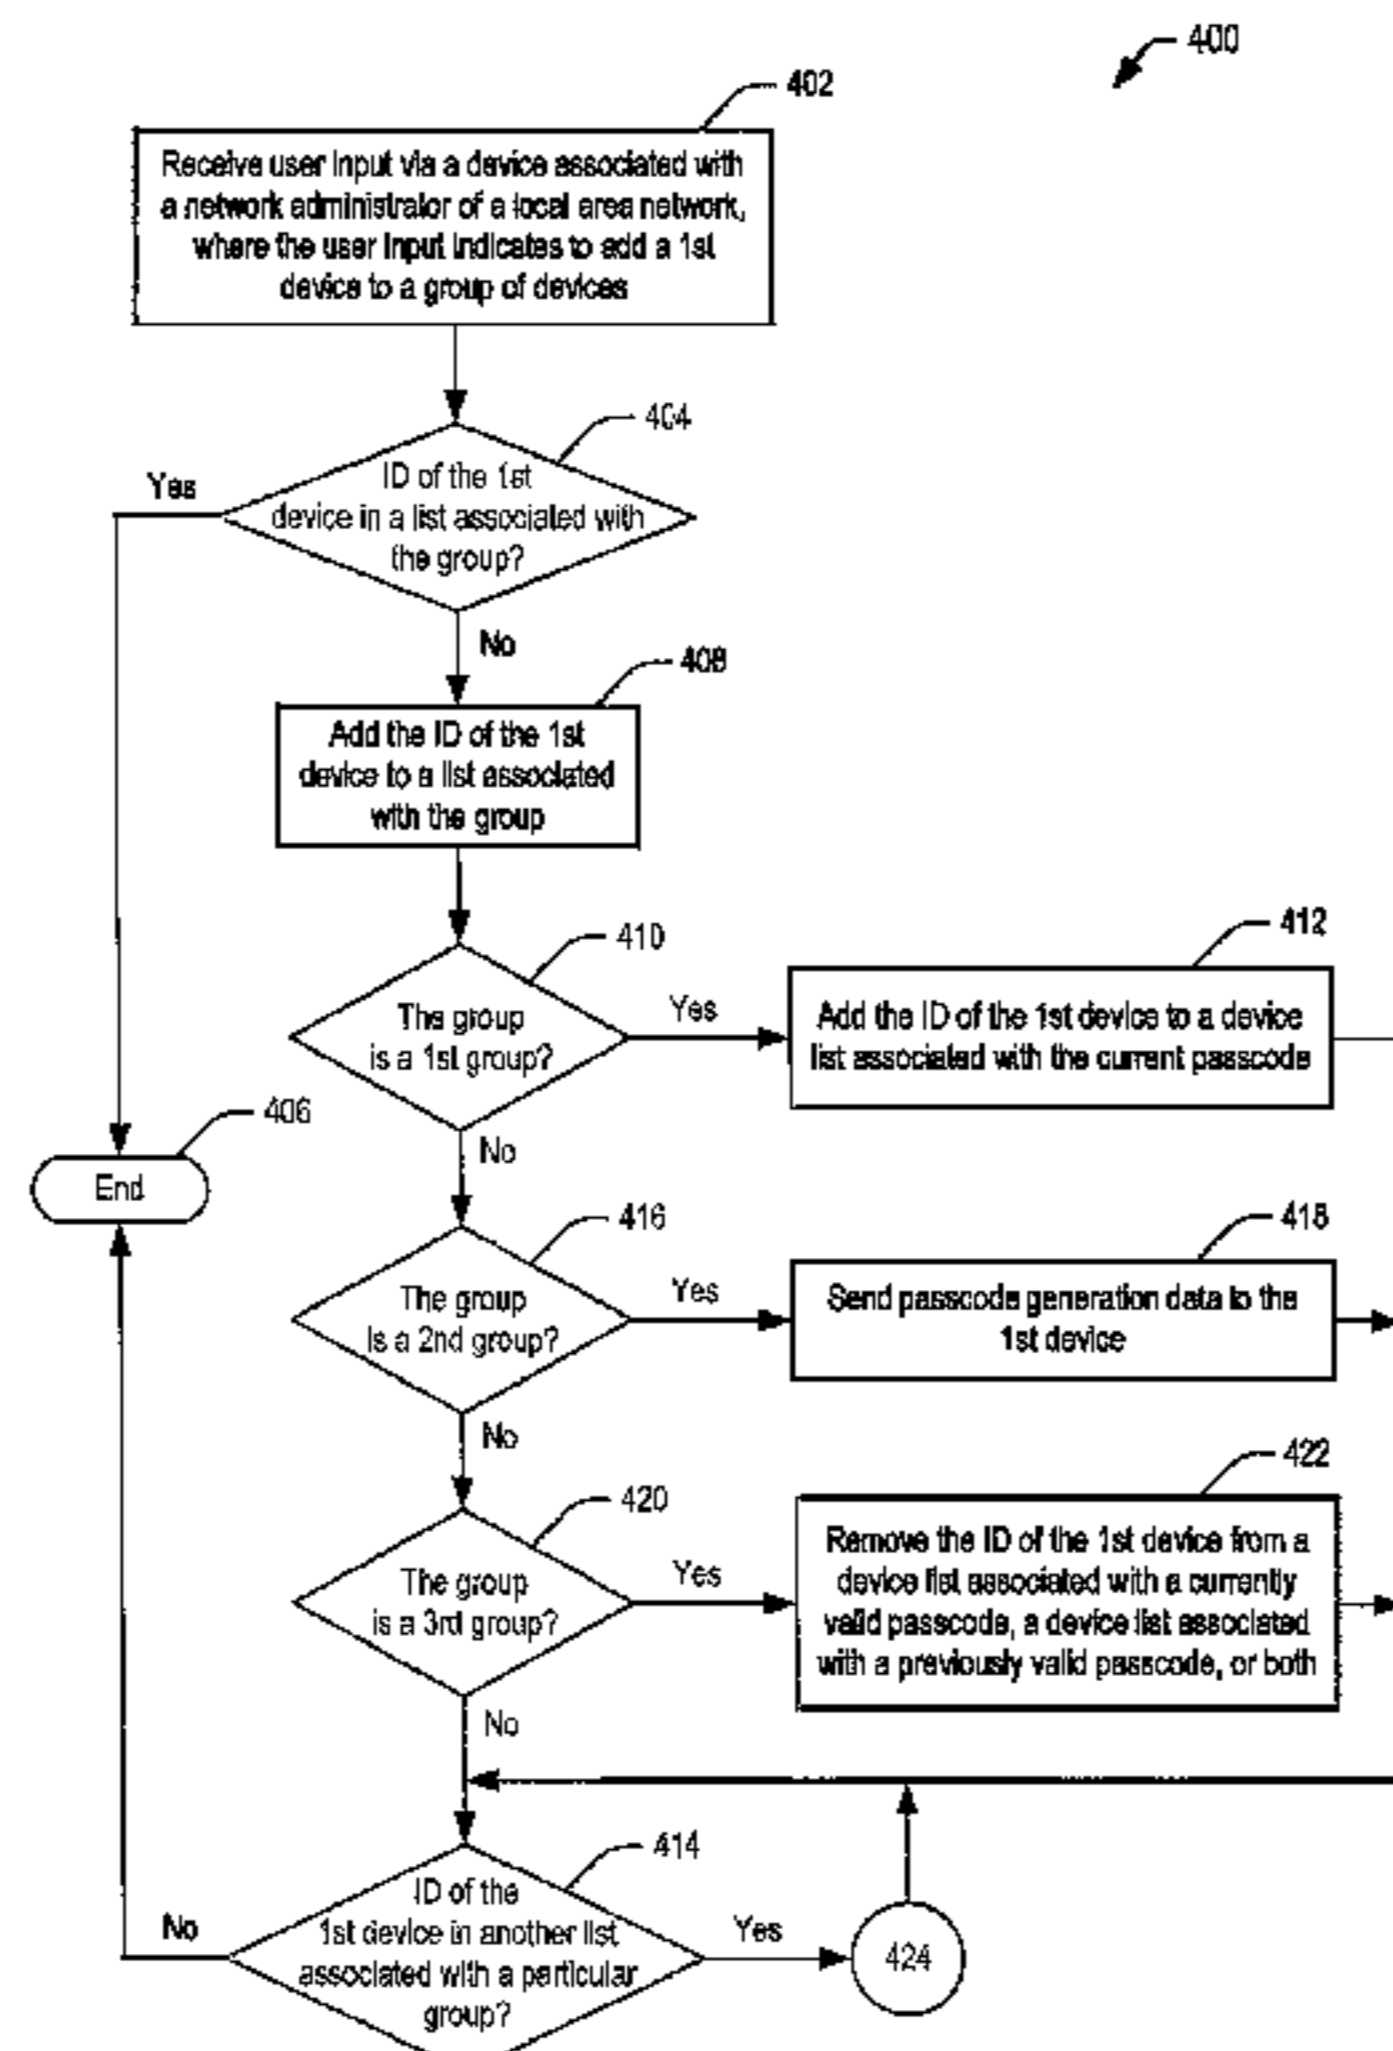 400
402
Receive user input via a device associated with
a network administrator of a local area network,
where the user input indicates to add a 1st
device to a group of devices
404
Yes
ID of the 1st
device in a list associated with
the group?
No
408
Add the ID of the 1st
device to a list associated
with the group
410
The group
is a 1st group?
Yes
412
Add the ID of the 1st device to a device
list associated with the current passcode
406
End
No
416
The group
is a 2nd group?
Yes
418
Send passcode generation data to the
1st device
No
420
The group
is a 3rd group?
Yes
422
Remove the ID of the 1st device from a
device list associated with a currently
valid passcode, a device list associated
with a previously valid passcode, or both
No
414
ID of the
1st device in another list
associated with a particular
group?
No
Yes
424